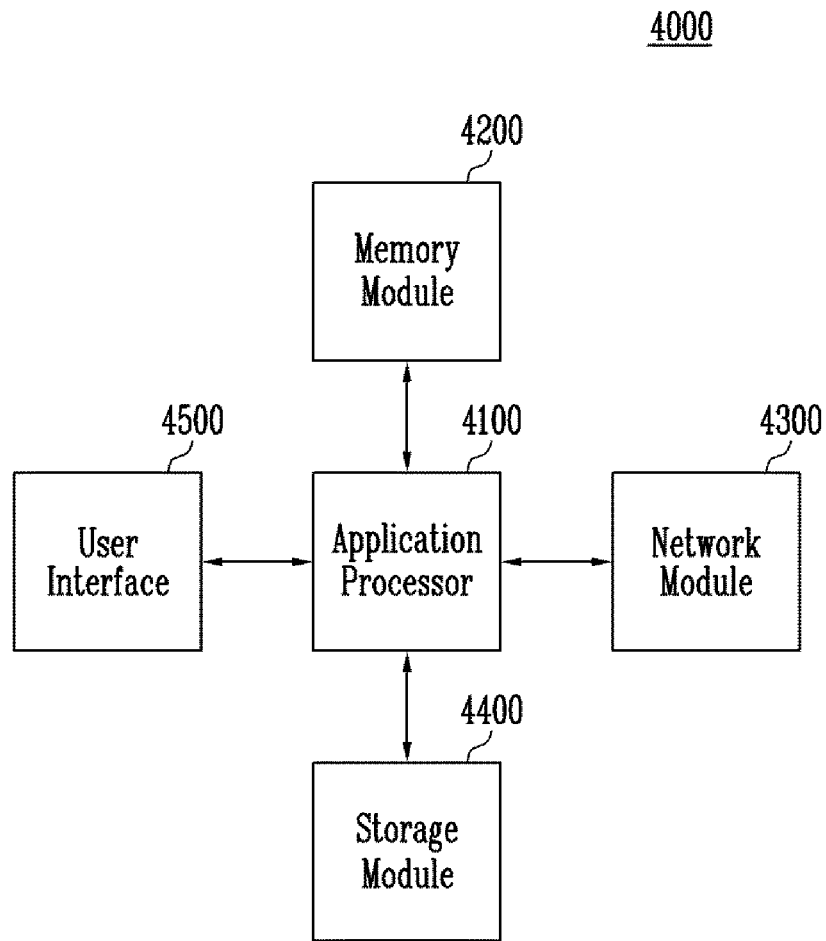 4000
4200
Memory
Module
4500
4100
4300
User
Interface
Application
Processor
Network
Module
4400
Storage
Module